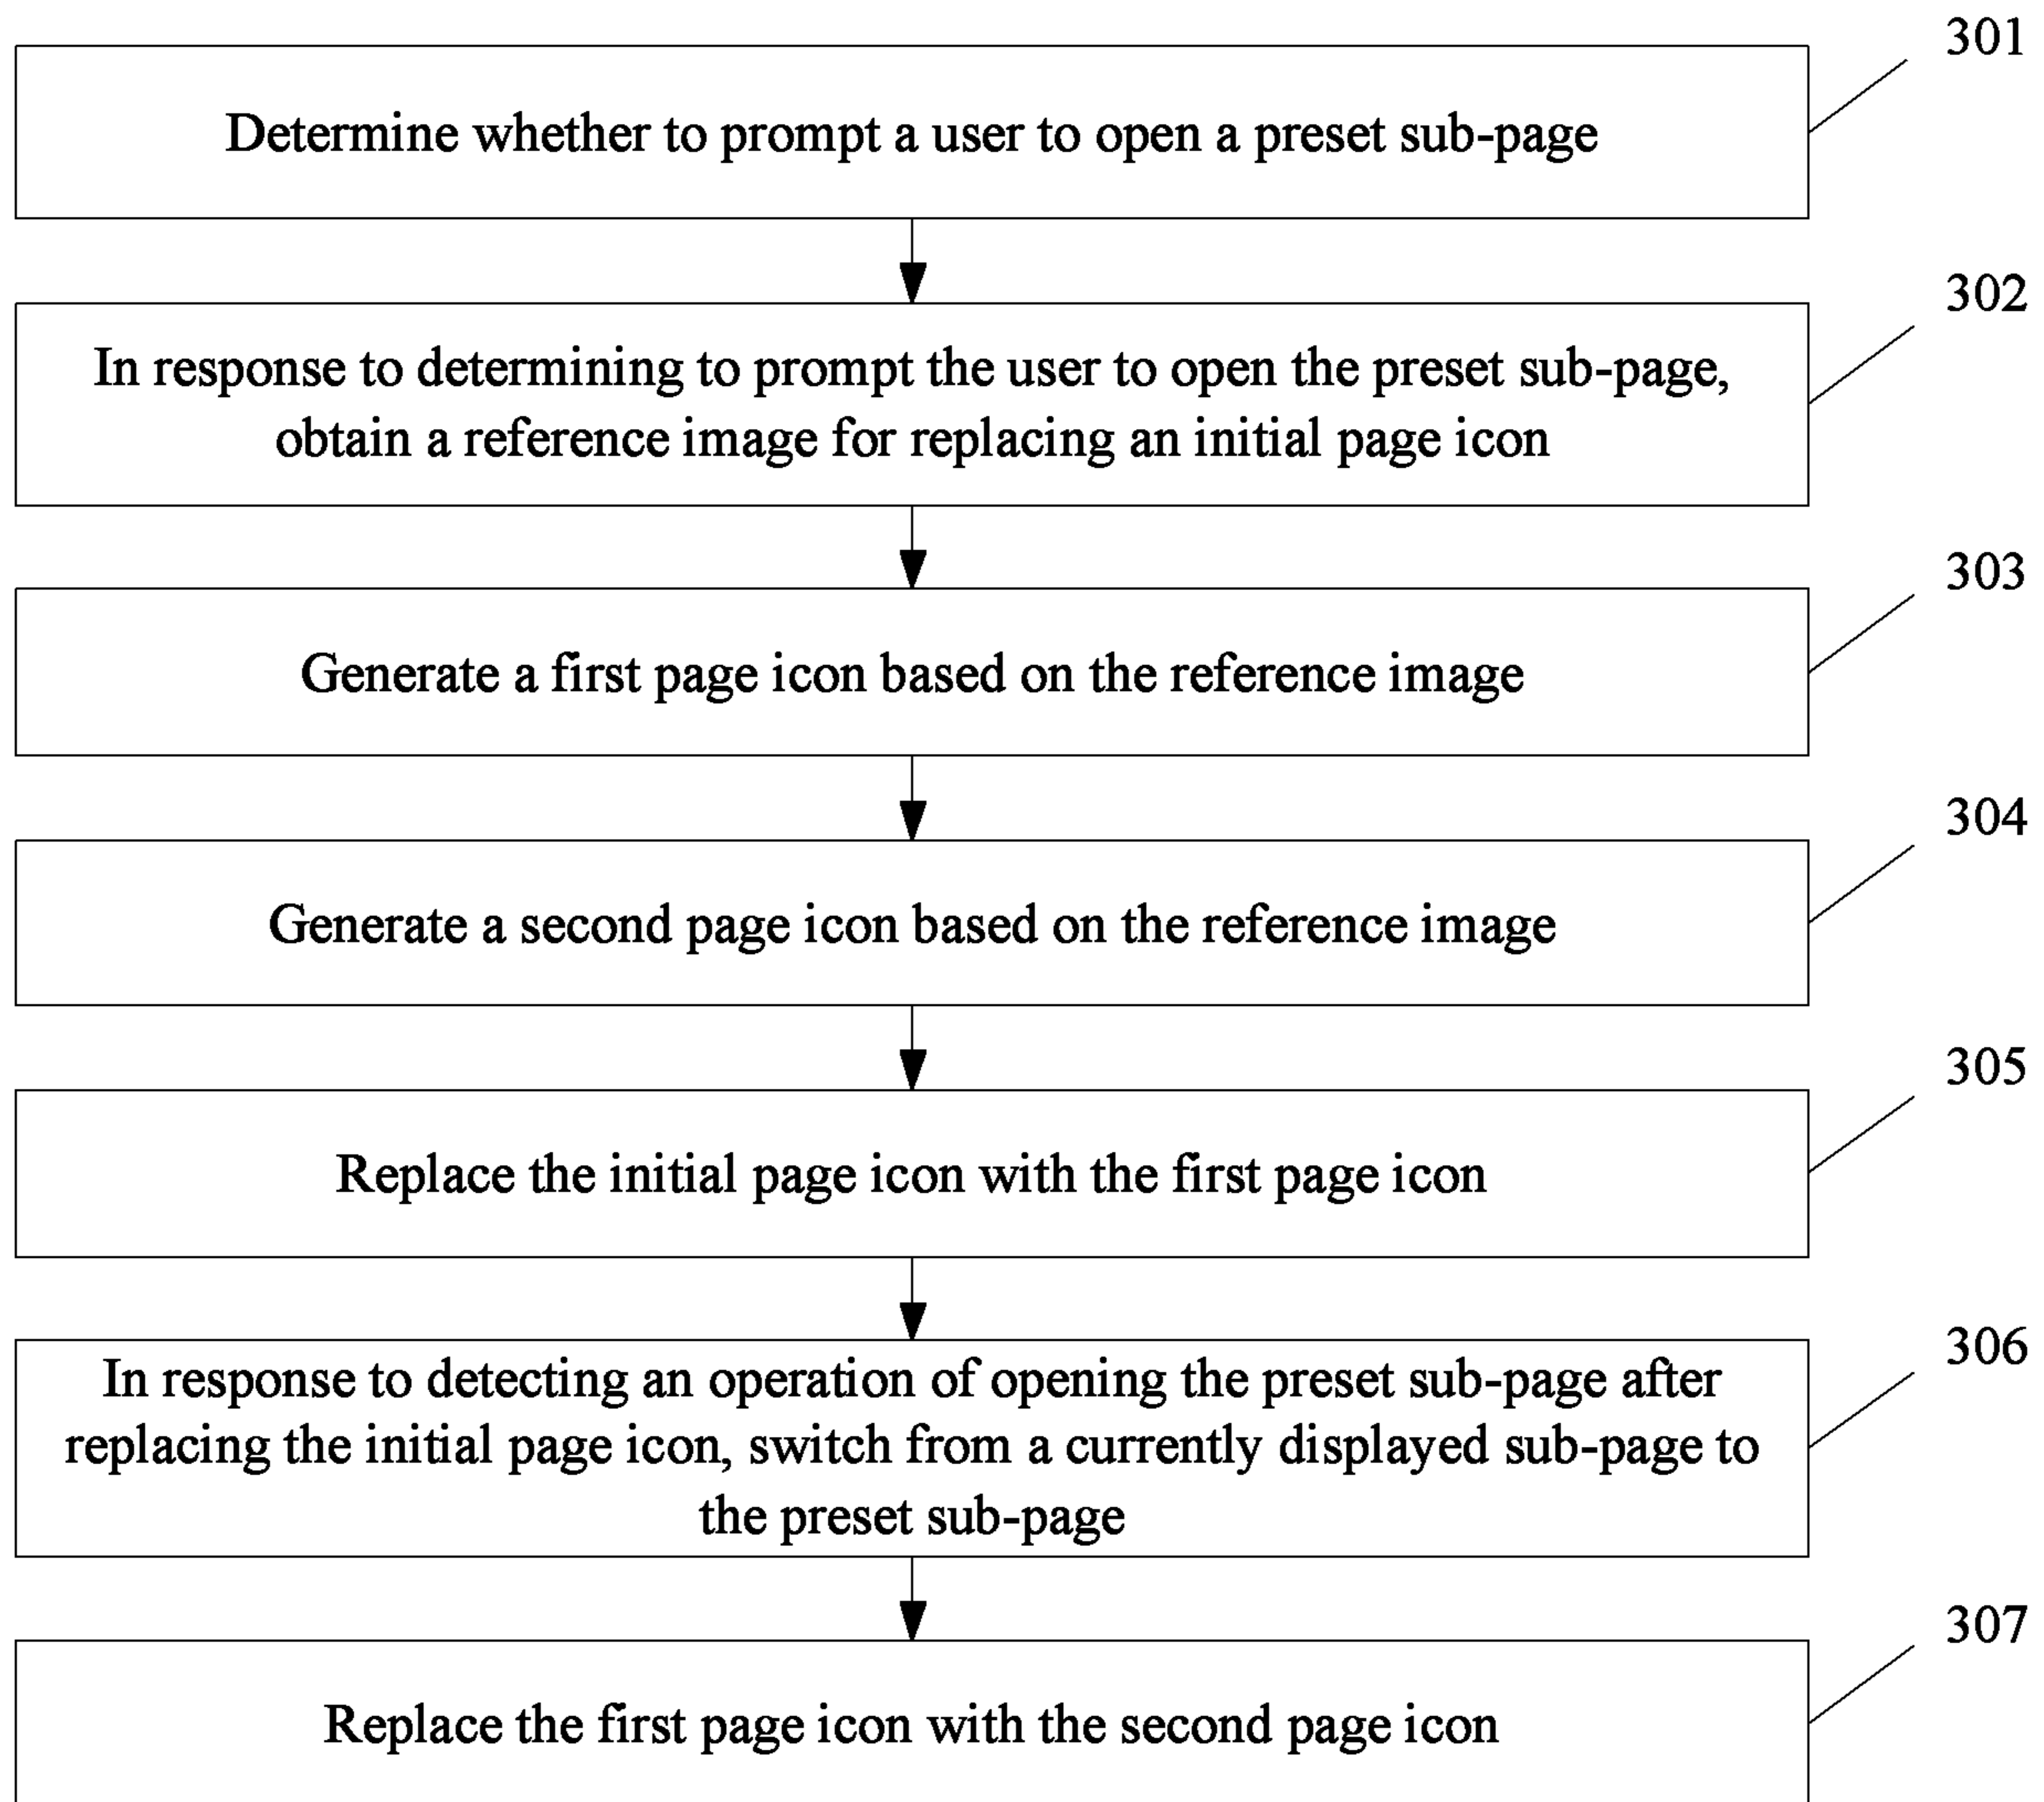 301
Determine whether to prompt a user to open a preset sub-page
302
In response to determining to prompt the user to open the preset sub-page,
obtain a reference image for replacing an initial page icon
303
Generate a first page icon based on the reference image
304
Generate a second page icon based on the reference image
305
Replace the initial page icon with the first page icon
306
In response to detecting an operation of opening the preset sub-page after
replacing the initial page icon, switch from a currently displayed sub-page to
the preset sub-page
307
Replace the first page icon with the second page icon